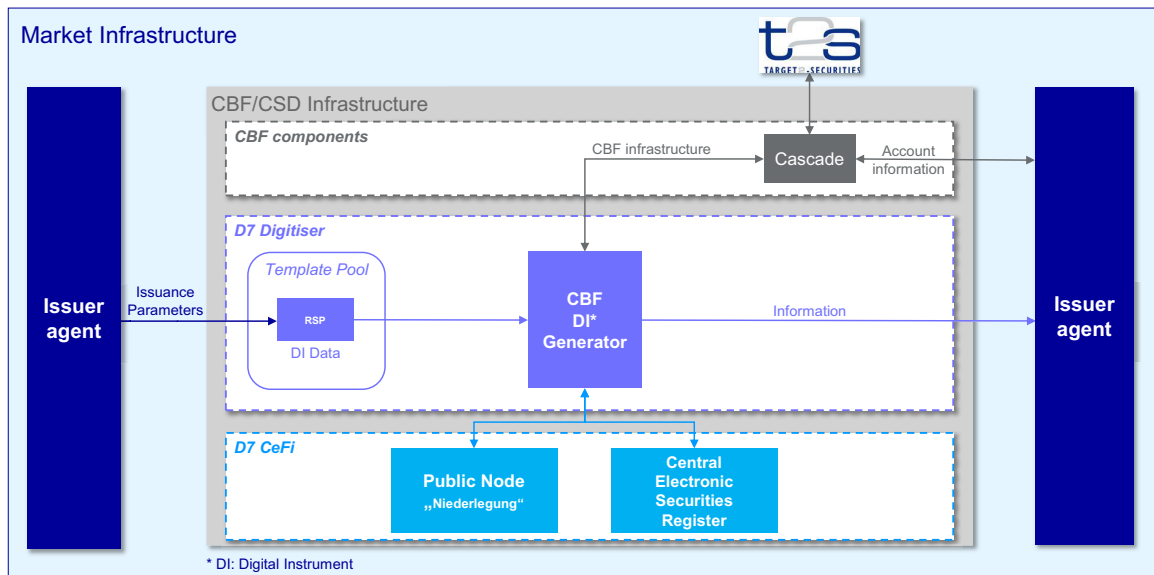 Market Infrastructure
t2s
TARGET2-SECURITIES
CBF/CSD Infrastructure
CBF components
CBF infrastructure
Cascade
Account
information
D7 Digitiser
Template Pool
Issuer
agent
Issuance
Parameters
RSP
DI Data
CBF
DI*
Generator
Information
Issuer
agent
D7 CeFi
Public Node
„Niederlegung“
Central
Electronic
Securities
Register
* DI: Digital Instrument